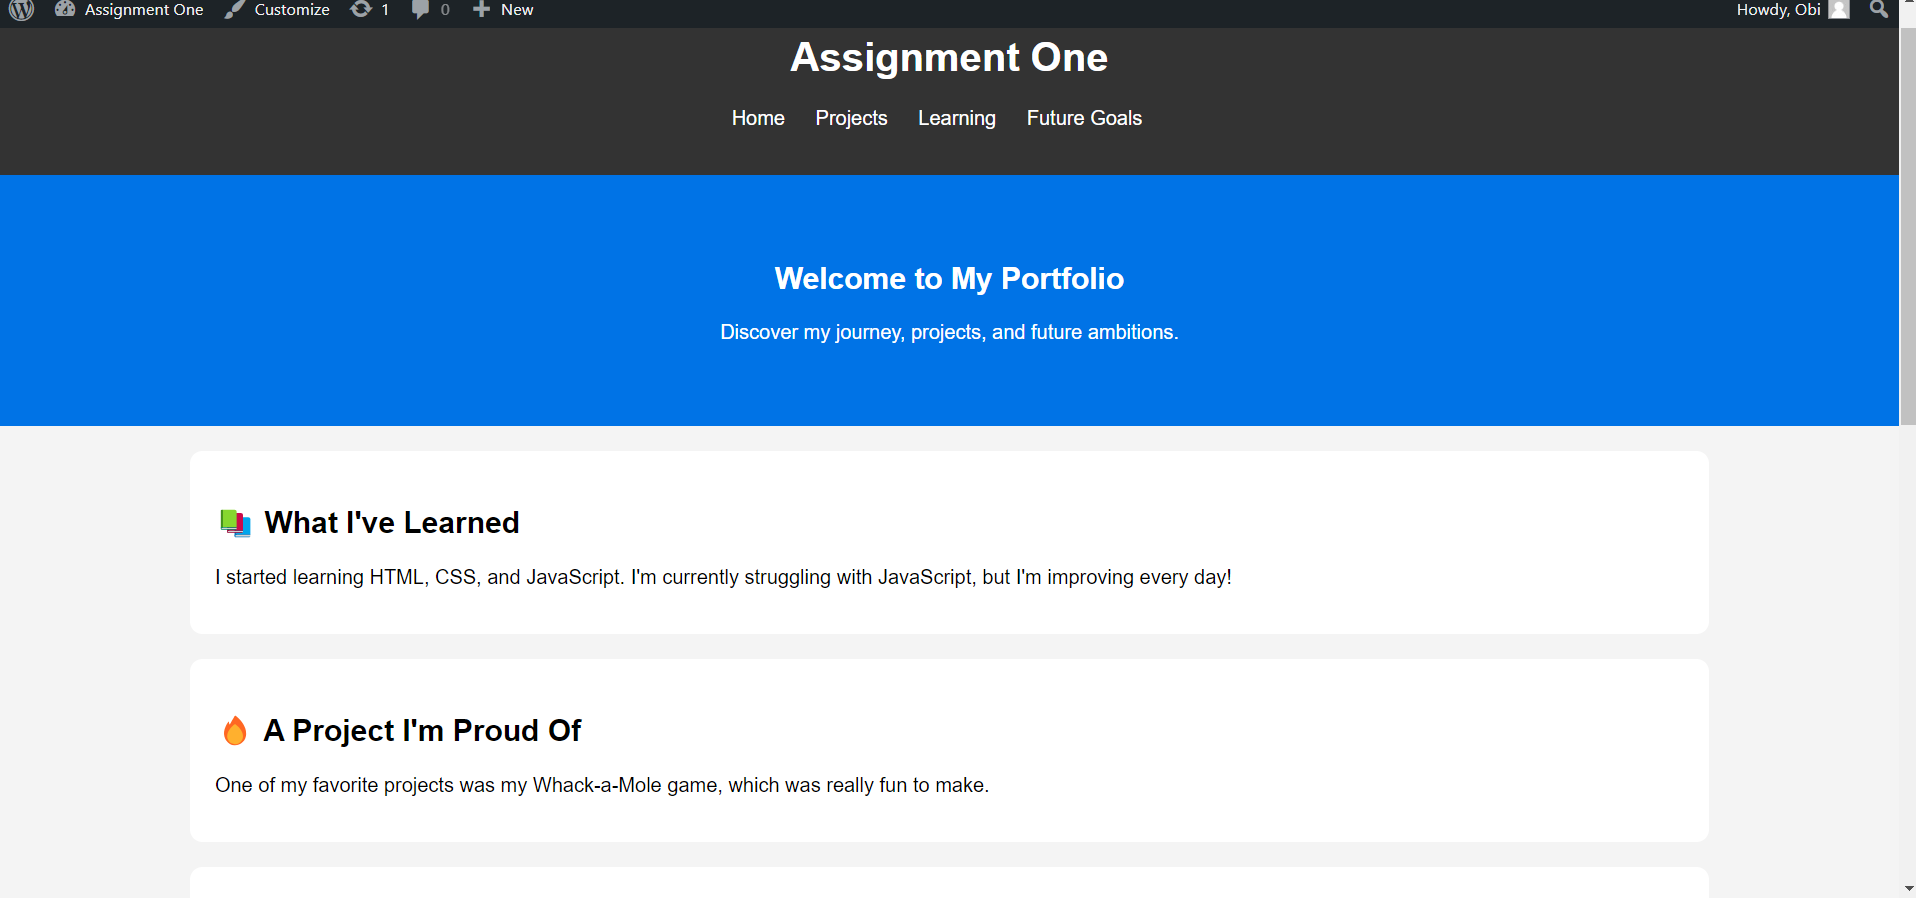 Assignment One Customize 1 0 New Howdy, Obi
Assignment One
Home Projects Learning Future Goals
Welcome to My Portfolio
Discover my journey, projects, and future ambitions.
📚 What I've Learned
I started learning HTML, CSS, and JavaScript. I'm currently struggling with JavaScript, but I'm improving every day!
🔥 A Project I'm Proud Of
One of my favorite projects was my Whack-a-Mole game, which was really fun to make.